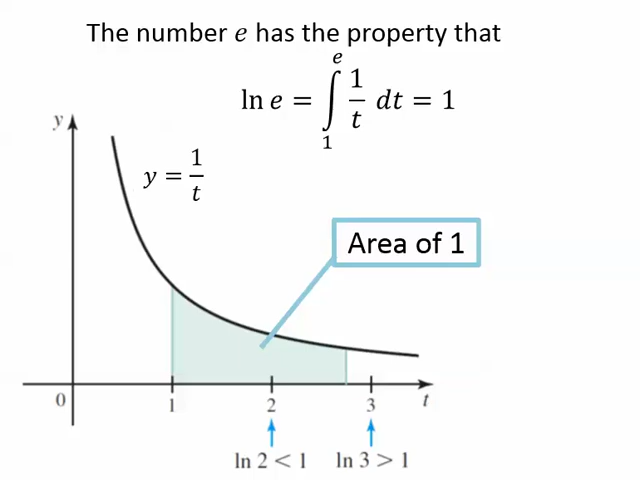 The number e has the property that
ln e = ∫₁ᵉ 1/t dt = 1
y
y = 1/t
Area of 1
0 1 2 3 t
ln 2 < 1 ln 3 > 1